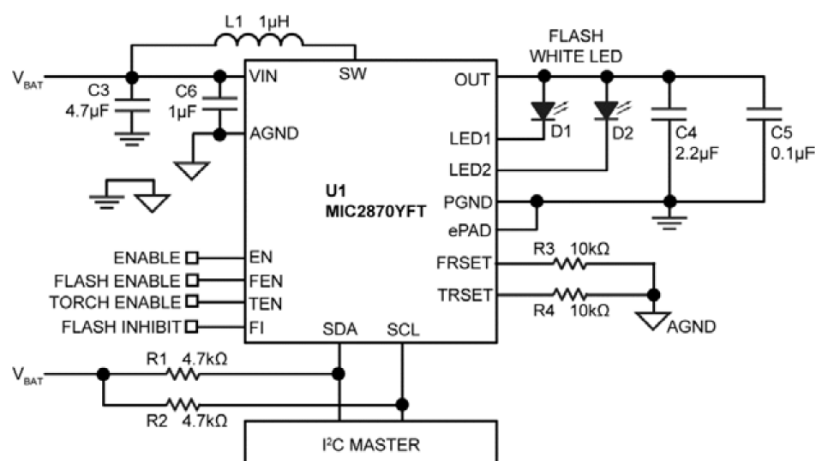 L1 1µH
FLASH
WHITE LED
V_BAT
C3
4.7µF
C6
1µF
VIN
SW
OUT
AGND
LED1
D1
D2
C4
2.2µF
C5
0.1µF
LED2
U1
MIC2870YFT
PGND
ePAD
ENABLE
EN
FLASH ENABLE
FEN
TORCH ENABLE
TEN
FLASH INHIBIT
FI
FRSET
R3 10kΩ
TRSET
R4 10kΩ
AGND
SDA
SCL
V_BAT
R1 4.7kΩ
R2 4.7kΩ
I²C MASTER